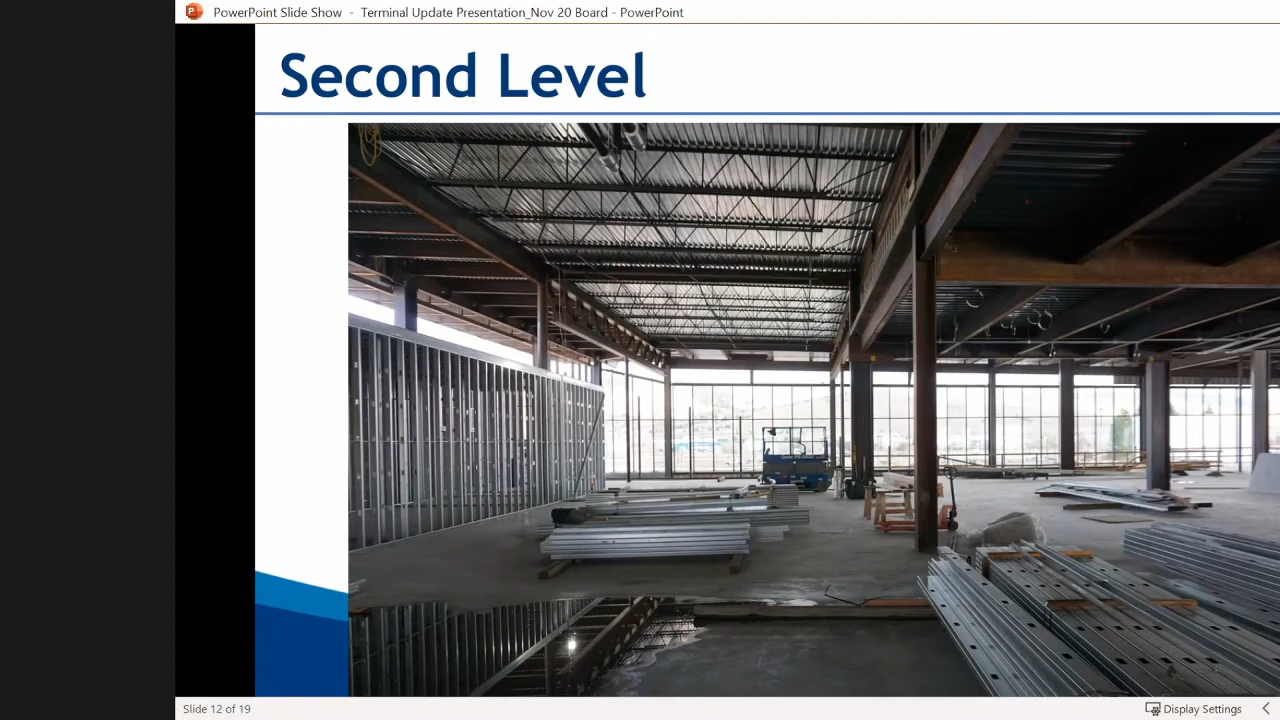 PowerPoint Slide Show - Terminal Update Presentation_Nov 20 Board - PowerPoint
Second Level
Slide 12 of 19
Display Settings